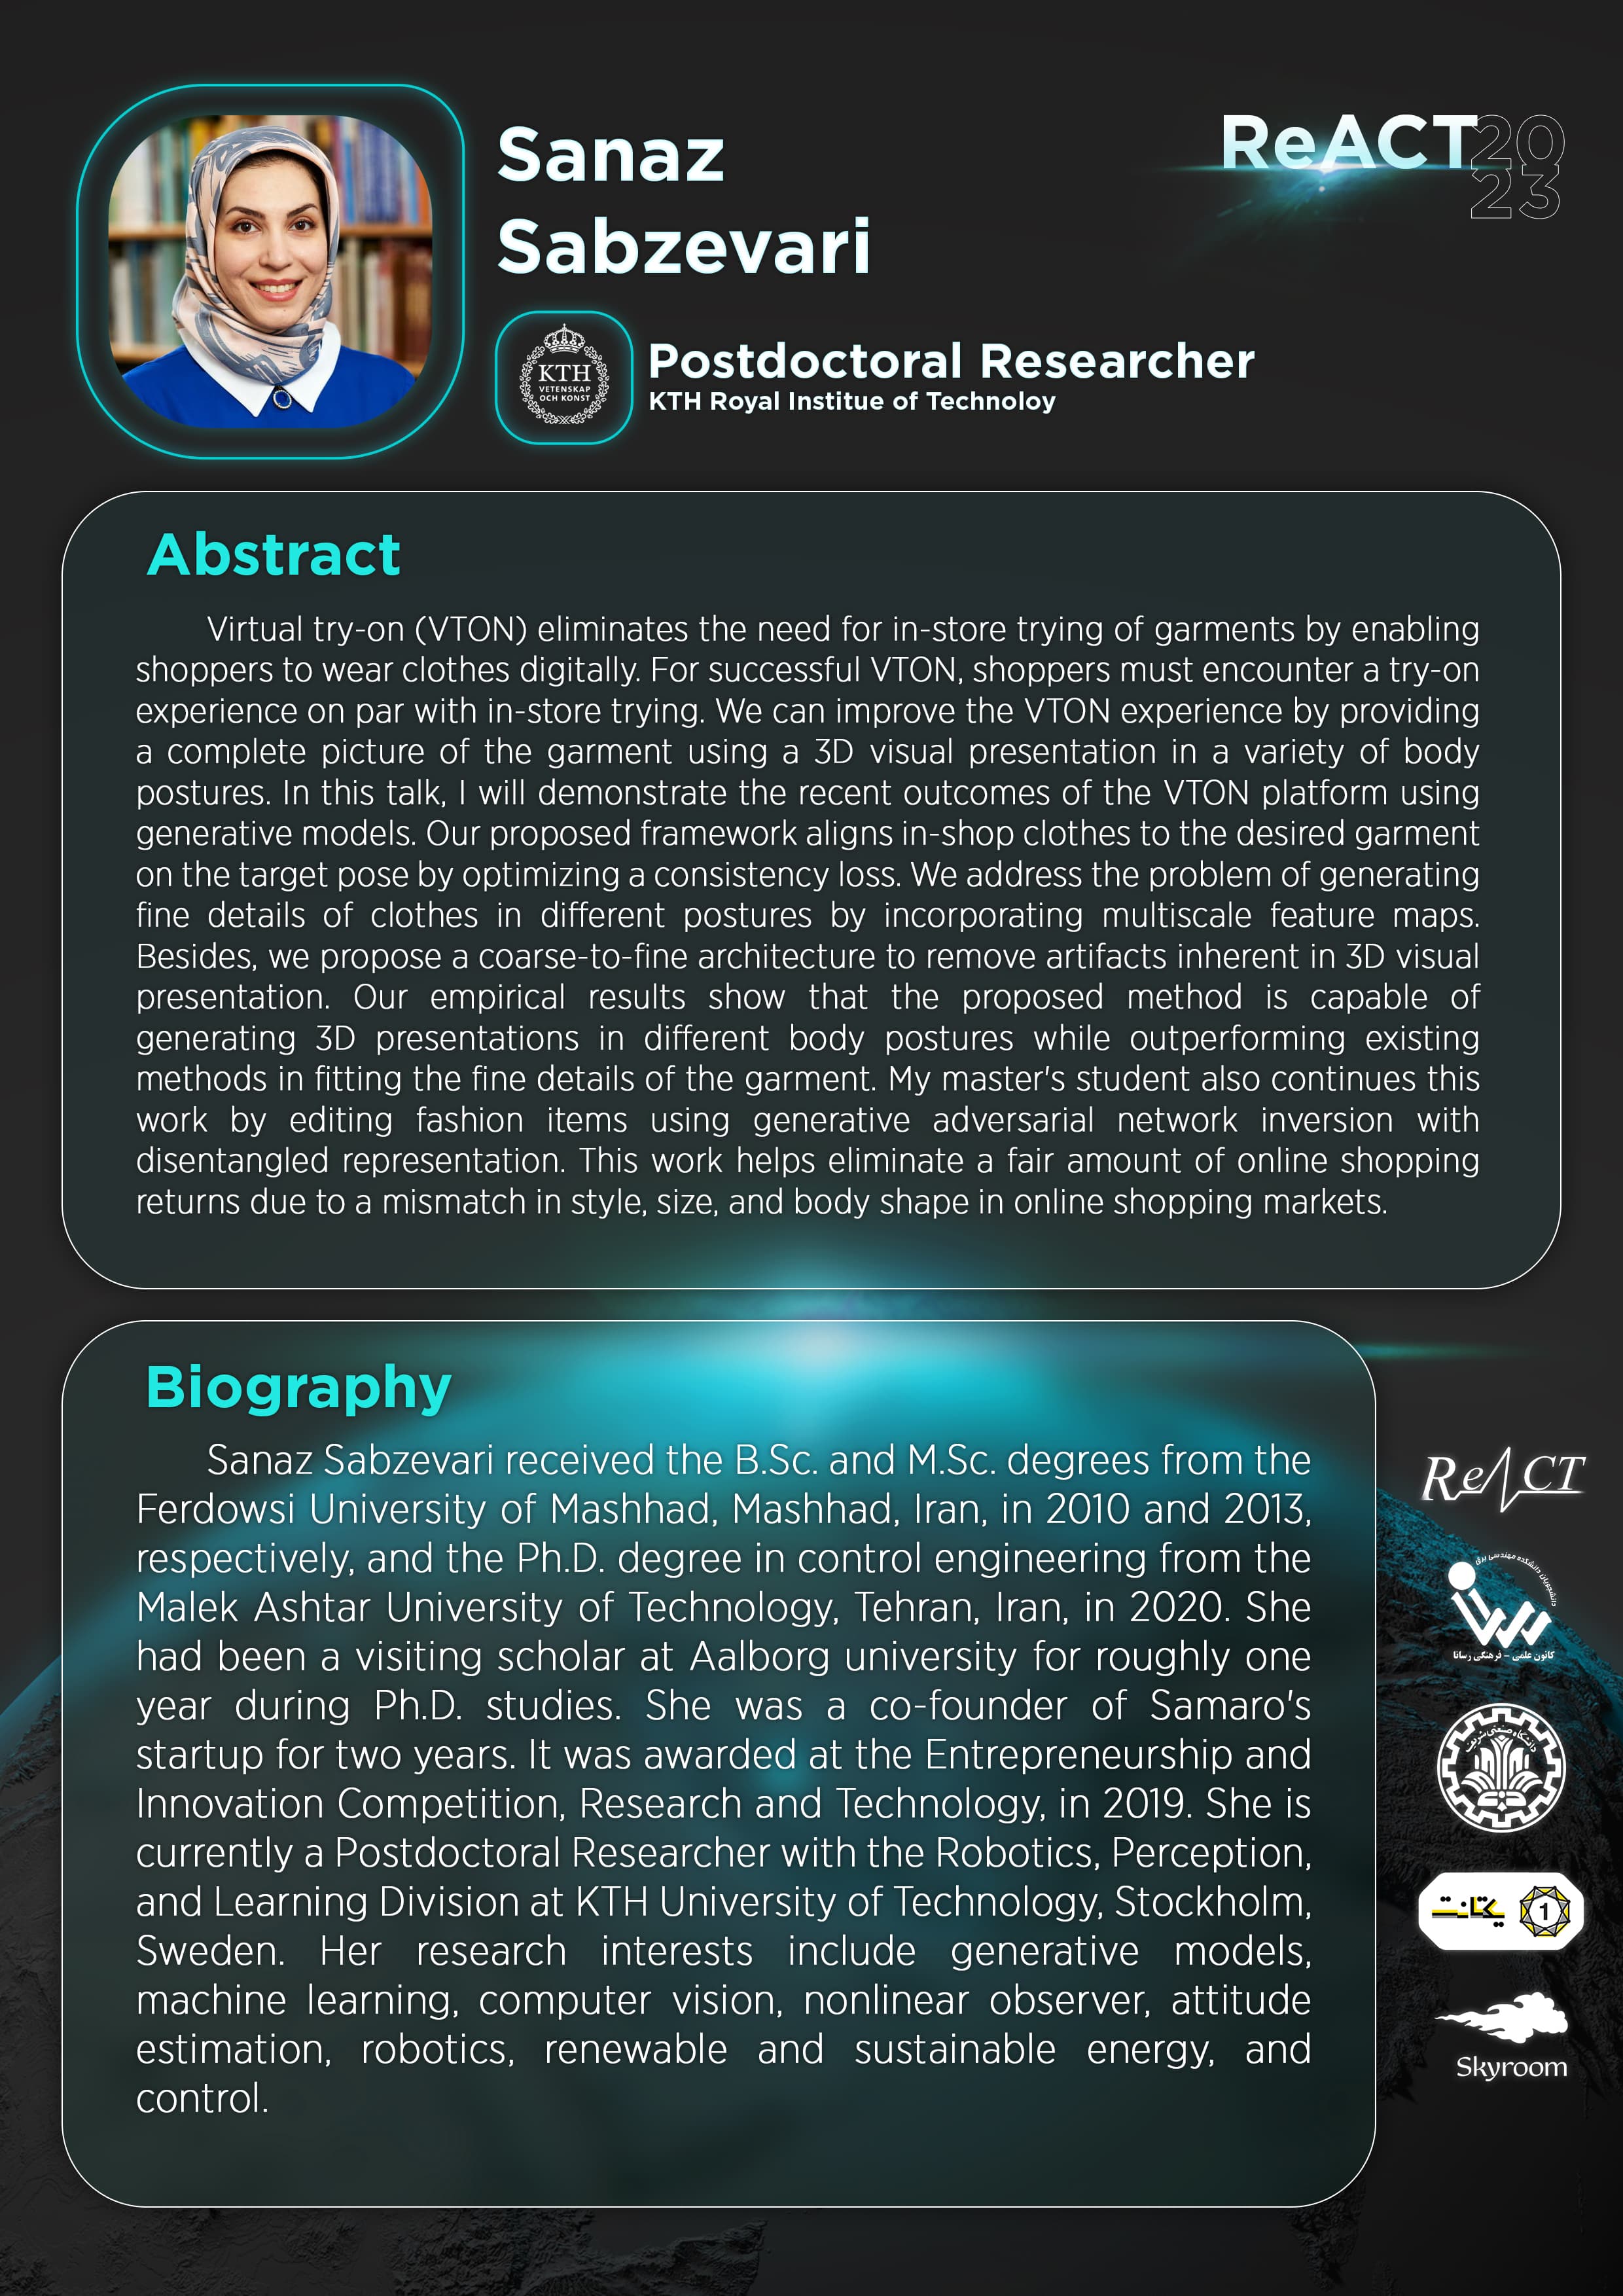 Sanaz
Sabzevari
ReACT
20
23
KTH
VETENSKAP
OCH KONST
Postdoctoral Researcher
KTH Royal Institue of Technoloy
Abstract
Virtual try-on (VTON) eliminates the need for in-store trying of garments by enabling
shoppers to wear clothes digitally. For successful VTON, shoppers must encounter a try-on
experience on par with in-store trying. We can improve the VTON experience by providing
a complete picture of the garment using a 3D visual presentation in a variety of body
postures. In this talk, I will demonstrate the recent outcomes of the VTON platform using
generative models. Our proposed framework aligns in-shop clothes to the desired garment
on the target pose by optimizing a consistency loss. We address the problem of generating
fine details of clothes in different postures by incorporating multiscale feature maps.
Besides, we propose a coarse-to-fine architecture to remove artifacts inherent in 3D visual
presentation. Our empirical results show that the proposed method is capable of
generating 3D presentations in different body postures while outperforming existing
methods in fitting the fine details of the garment. My master's student also continues this
work by editing fashion items using generative adversarial network inversion with
disentangled representation. This work helps eliminate a fair amount of online shopping
returns due to a mismatch in style, size, and body shape in online shopping markets.
Biography
Sanaz Sabzevari received the B.Sc. and M.Sc. degrees from the
Ferdowsi University of Mashhad, Mashhad, Iran, in 2010 and 2013,
respectively, and the Ph.D. degree in control engineering from the
Malek Ashtar University of Technology, Tehran, Iran, in 2020. She
had been a visiting scholar at Aalborg university for roughly one
year during Ph.D. studies. She was a co-founder of Samaro's
startup for two years. It was awarded at the Entrepreneurship and
Innovation Competition, Research and Technology, in 2019. She is
currently a Postdoctoral Researcher with the Robotics, Perception,
and Learning Division at KTH University of Technology, Stockholm,
Sweden. Her research interests include generative models,
machine learning, computer vision, nonlinear observer, attitude
estimation, robotics, renewable and sustainable energy, and
control.
ReACT
دانشجویان دانشکده مهندسی برق
کانون علمی - فرهنگی رسانا
دانشگاه صنعتی شریف
یکتانت
1
Skyroom